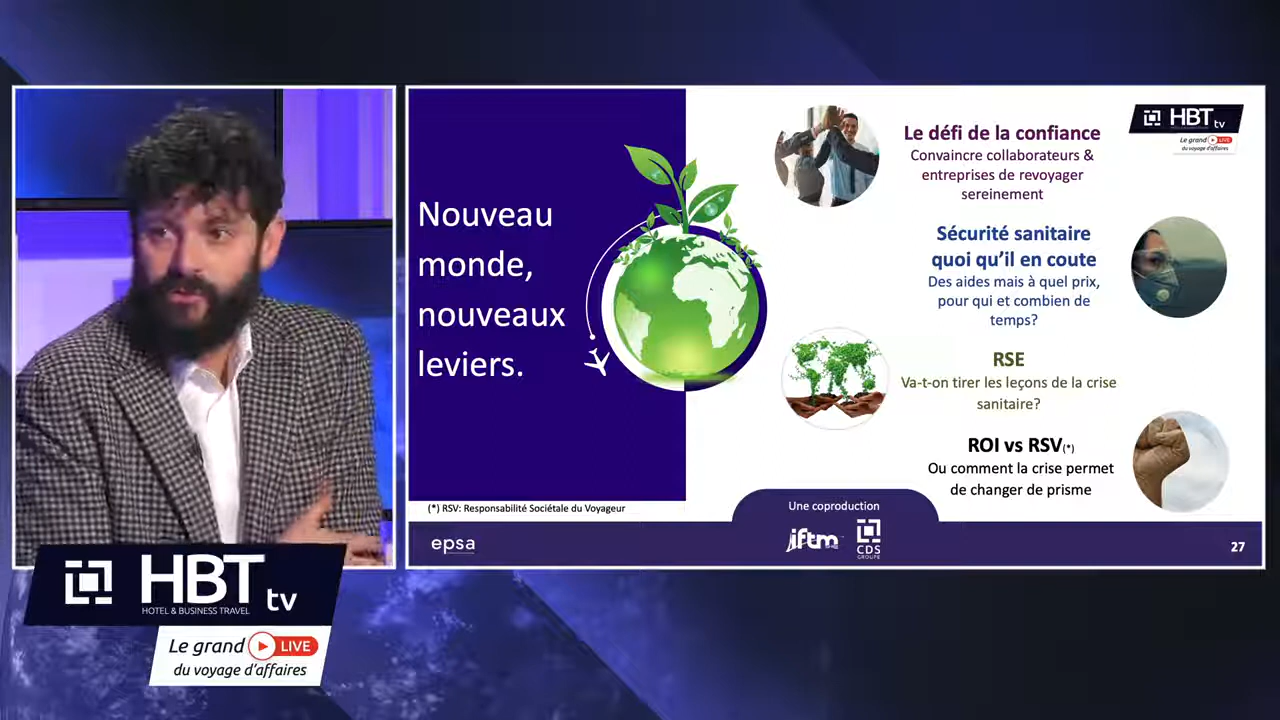 Nouveau
monde,
nouveaux
leviers.
Le défi de la confiance
Convaincre collaborateurs &
entreprises de revoyager
sereinement
Sécurité sanitaire
quoi qu'il en coute
Des aides mais à quel prix,
pour qui et combien de
temps?
RSE
Va-t-on tirer les leçons de la crise
sanitaire?
ROI vs RSV(*)
Ou comment la crise permet
de changer de prisme
HBT tv
Le grand LIVE
du voyage d'affaires
(*) RSV: Responsabilité Sociétale du Voyageur
Une coproduction
epsa
iftm
CDS
GROUPE
27
HBT tv
HOTEL & BUSINESS TRAVEL
Le grand LIVE
du voyage d'affaires